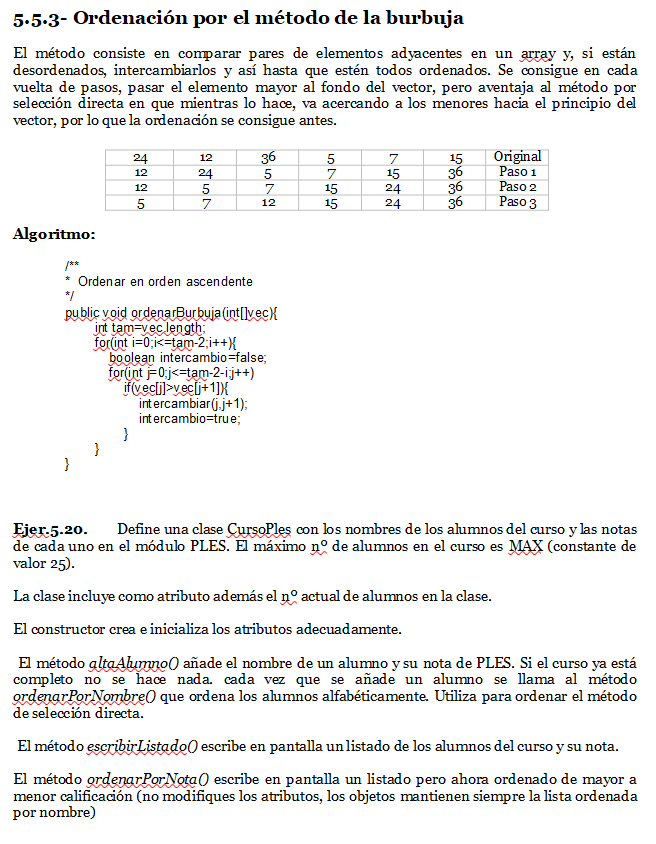 5.5.3- Ordenación por el método de la burbuja
El método consiste en comparar pares de elementos adyacentes en un array y, si están
desordenados, intercambiarlos y así hasta que estén todos ordenados. Se consigue en cada
vuelta de pasos, pasar el elemento mayor al fondo del vector, pero aventaja al método por
selección directa en que mientras lo hace, va acercando a los menores hacia el principio del
vector, por lo que la ordenación se consigue antes.
24 12 36 5 7 15 Original
12 24 5 7 15 36 Paso 1
12 5 7 15 24 36 Paso 2
5 7 12 15 24 36 Paso 3
Algoritmo:
/**
* Ordenar en orden ascendente
*/
public void ordenarBurbuja(int[]vec){
int tam=vec.length;
for(int i=0;i<=tam-2;i++){
boolean intercambio=false;
for(int j=0;j<=tam-2-i;j++)
if(vec[j]>vec[j+1]){
intercambiar(j,j+1);
intercambio=true;
}
}
}
Ejer.5.20. Define una clase CursoPles con los nombres de los alumnos del curso y las notas
de cada uno en el módulo PLES. El máximo nº de alumnos en el curso es MAX (constante de
valor 25).
La clase incluye como atributo además el nº actual de alumnos en la clase.
El constructor crea e inicializa los atributos adecuadamente.
El método altaAlumno() añade el nombre de un alumno y su nota de PLES. Si el curso ya está
completo no se hace nada. cada vez que se añade un alumno se llama al método
ordenarPorNombre() que ordena los alumnos alfabéticamente. Utiliza para ordenar el método
de selección directa.
El método escribirListado() escribe en pantalla un listado de los alumnos del curso y su nota.
El método ordenarPorNota() escribe en pantalla un listado pero ahora ordenado de mayor a
menor calificación (no modifiques los atributos, los objetos mantienen siempre la lista ordenada
por nombre)